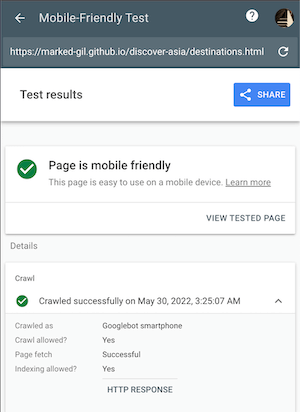 Mobile-Friendly Test
https://marked-gil.github.io/discover-asia/destinations.html
Test results
SHARE
Page is mobile friendly
This page is easy to use on a mobile device. Learn more
VIEW TESTED PAGE
Details
Crawl
Crawled successfully on May 30, 2022, 3:25:07 AM
Crawled as Googlebot smartphone
Crawl allowed? Yes
Page fetch Successful
Indexing allowed? Yes
HTTP RESPONSE